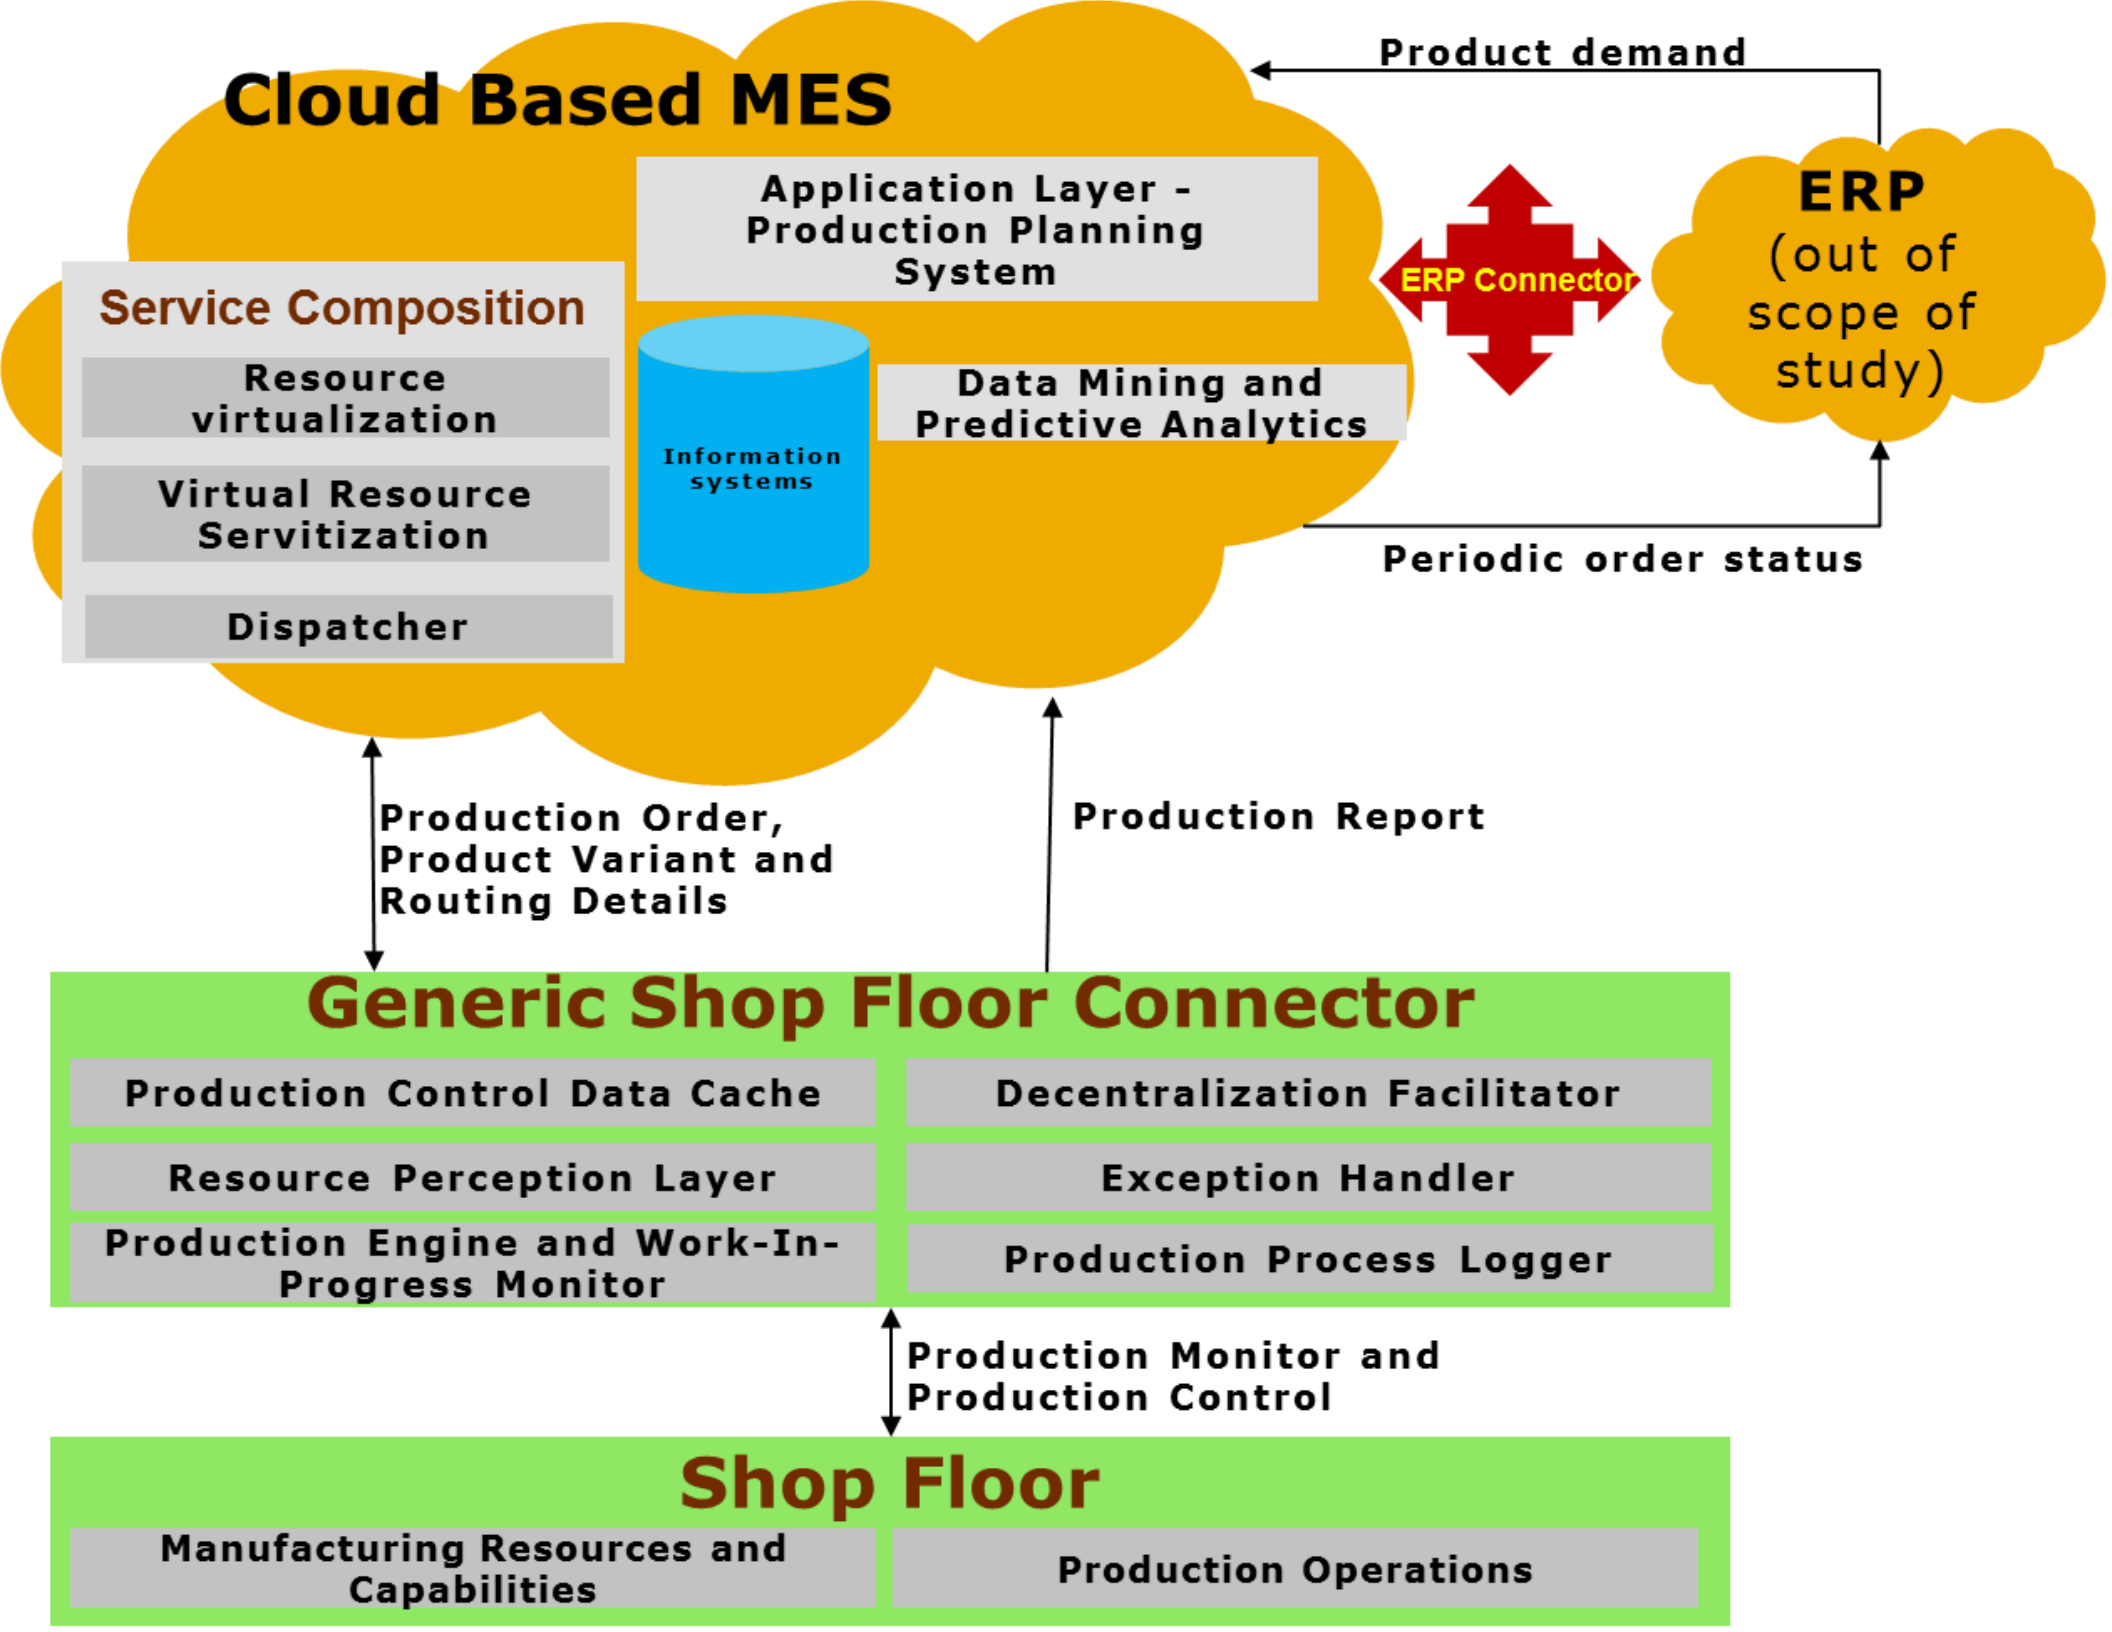 Cloud Based MES
Product demand
Application Layer -
Production Planning
System
ERP
(out of
scope of
study)
ERP Connector
Service Composition
Resource
virtualization
Virtual Resource
Servitization
Dispatcher
Information
systems
Data Mining and
Predictive Analytics
Periodic order status
Production Order,
Product Variant and
Routing Details
Production Report
Generic Shop Floor Connector
Production Control Data Cache
Decentralization Facilitator
Resource Perception Layer
Exception Handler
Production Engine and Work-In-
Progress Monitor
Production Process Logger
Production Monitor and
Production Control
Shop Floor
Manufacturing Resources and
Capabilities
Production Operations